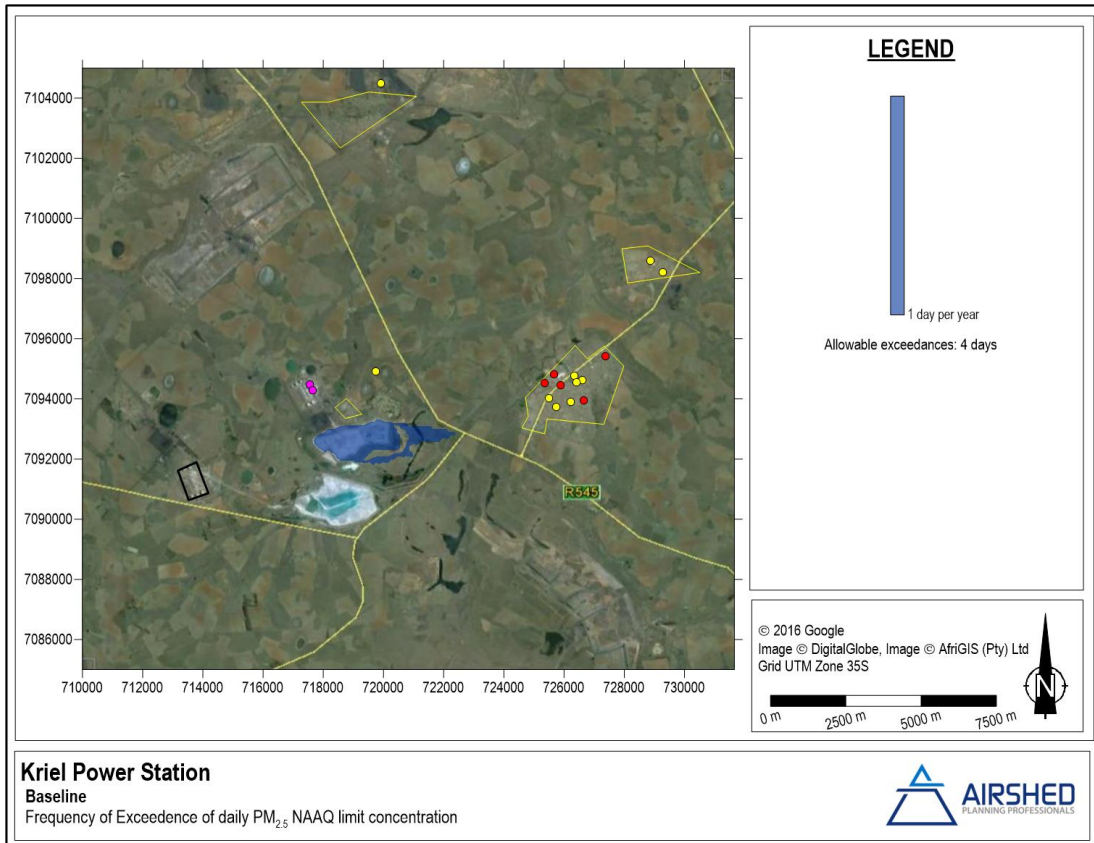 LEGEND
1 day per year
Allowable exceedances: 4 days
7104000
7102000
7100000
7098000
7096000
7094000
7092000
7090000
7088000
7086000
R545
710000 712000 714000 716000 718000 720000 722000 724000 726000 728000 730000
© 2016 Google
Image © DigitalGlobe, Image © AfriGIS (Pty) Ltd
Grid UTM Zone 35S
N
0 m 2500 m 5000 m 7500 m
Kriel Power Station
Baseline
Frequency of Exceedence of daily PM2.5 NAAQ limit concentration
AIRSHED
PLANNING PROFESSIONALS